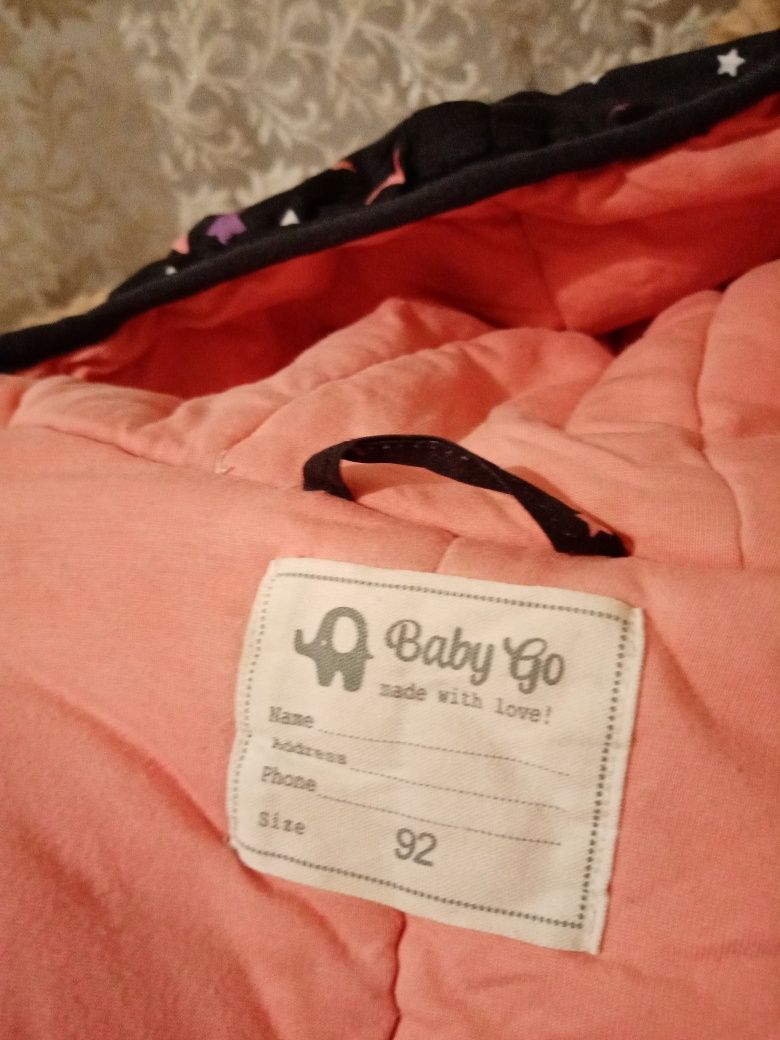 Baby Go
made with love!
Name
Address
Phone
Size 92